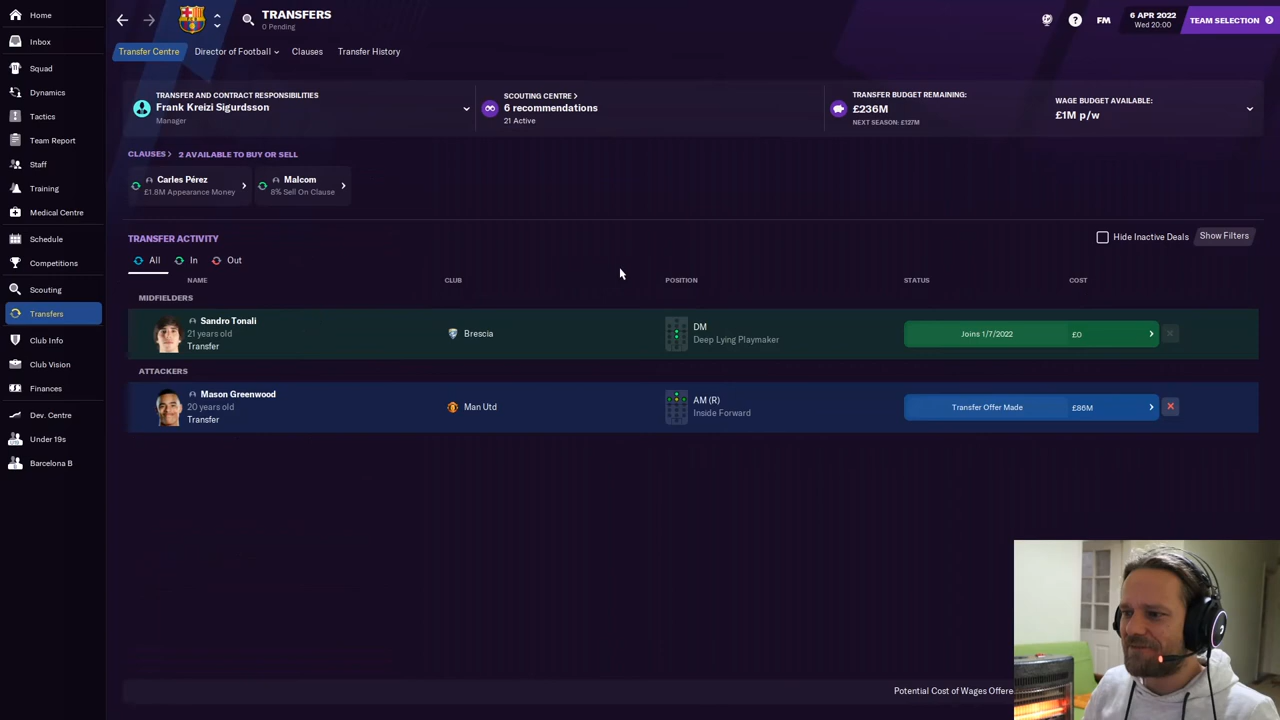 Home
Inbox
Squad
Dynamics
Tactics
Team Report
Staff
Training
Medical Centre
Schedule
Competitions
Scouting
Transfers
Club Info
Club Vision
Finances
Dev. Centre
Under 19s
Barcelona B
TRANSFERS
0 Pending
FM
6 APR 2022
Wed 20:00
TEAM SELECTION
Transfer Centre
Director of Football
Clauses
Transfer History
TRANSFER AND CONTRACT RESPONSIBILITIES
Frank Kreizi Sigurdsson
Manager
SCOUTING CENTRE >
6 recommendations
21 Active
TRANSFER BUDGET REMAINING:
£236M
NEXT SEASON: £127M
WAGE BUDGET AVAILABLE:
£1M p/w
CLAUSES > 2 AVAILABLE TO BUY OR SELL
Carles Pérez
£1.8M Appearance Money
Malcom
8% Sell On Clause
TRANSFER ACTIVITY
Hide Inactive Deals
Show Filters
All
In
Out
NAME CLUB POSITION STATUS COST
MIDFIELDERS
Sandro Tonali
21 years old
Transfer
Brescia
DM
Deep Lying Playmaker
Joins 1/7/2022
£0
ATTACKERS
Mason Greenwood
20 years old
Transfer
Man Utd
AM (R)
Inside Forward
Transfer Offer Made
£86M
Potential Cost of Wages Offere